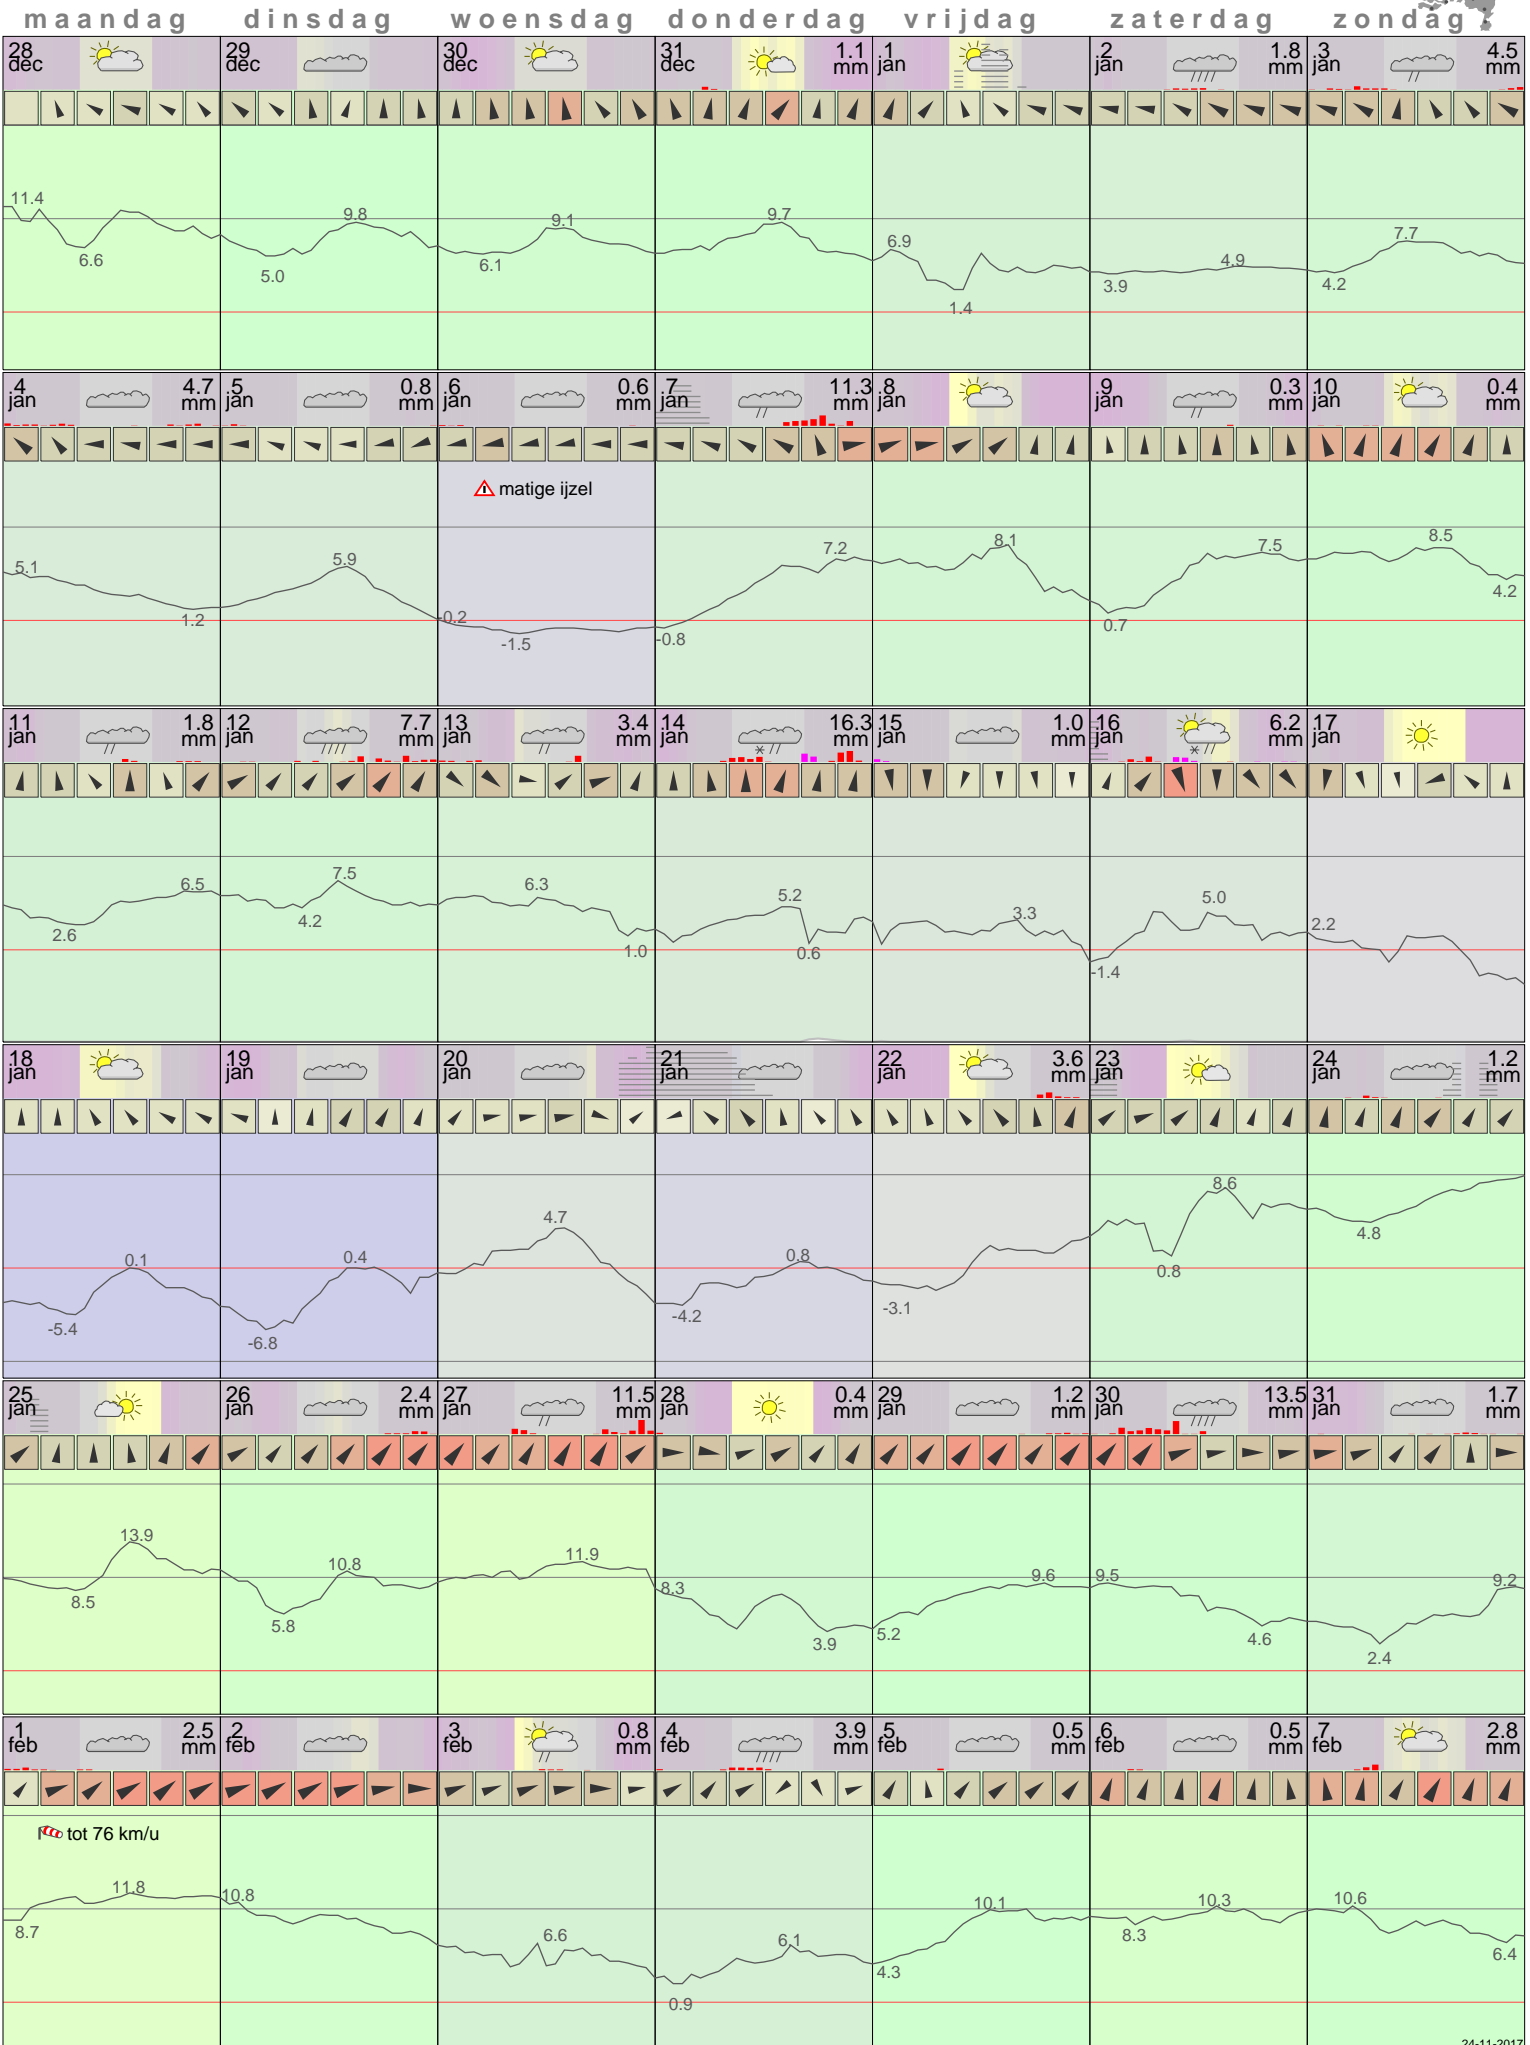 maandag dinsdag woensdag donderdag vrijdag zaterdag zondag
28 dec 29 dec 30 dec 31 dec 1.1 mm 1 jan 2 jan 1.8 mm 3 jan 4.5 mm
11.4 6.6 5.0 9.8 6.1 9.1 9.7 6.9 1.4 3.9 4.9 4.2 7.7
4 jan 4.7 mm 5 jan 0.8 mm 6 jan 0.6 mm 7 jan 11.3 mm 8 jan 9 jan 0.3 mm 10 jan 0.4 mm
matige ijzel
5.1 1.2 5.9 -0.2 -1.5 -0.8 7.2 8.1 0.7 7.5 8.5 4.2
11 jan 1.8 mm 12 jan 7.7 mm 13 jan 3.4 mm 14 jan 16.3 mm 15 jan 1.0 mm 16 jan 6.2 mm 17 jan
2.6 6.5 4.2 7.5 6.3 1.0 5.2 0.6 3.3 -1.4 5.0 2.2
18 jan 19 jan 20 jan 21 jan 22 jan 3.6 mm 23 jan 24 jan 1.2 mm
-5.4 0.1 -6.8 0.4 4.7 -4.2 0.8 -3.1 0.8 8.6 4.8
25 jan 26 jan 2.4 mm 27 jan 11.5 mm 28 jan 0.4 mm 29 jan 1.2 mm 30 jan 13.5 mm 31 jan 1.7 mm
8.5 13.9 5.8 10.8 11.9 8.3 3.9 5.2 9.6 9.5 4.6 2.4 9.2
1 feb 2.5 mm 2 feb 3 feb 0.8 mm 4 feb 3.9 mm 5 feb 0.5 mm 6 feb 0.5 mm 7 feb 2.8 mm
tot 76 km/u
8.7 11.8 10.8 6.6 0.9 6.1 4.3 10.1 8.3 10.3 10.6 6.4
24-11-2017